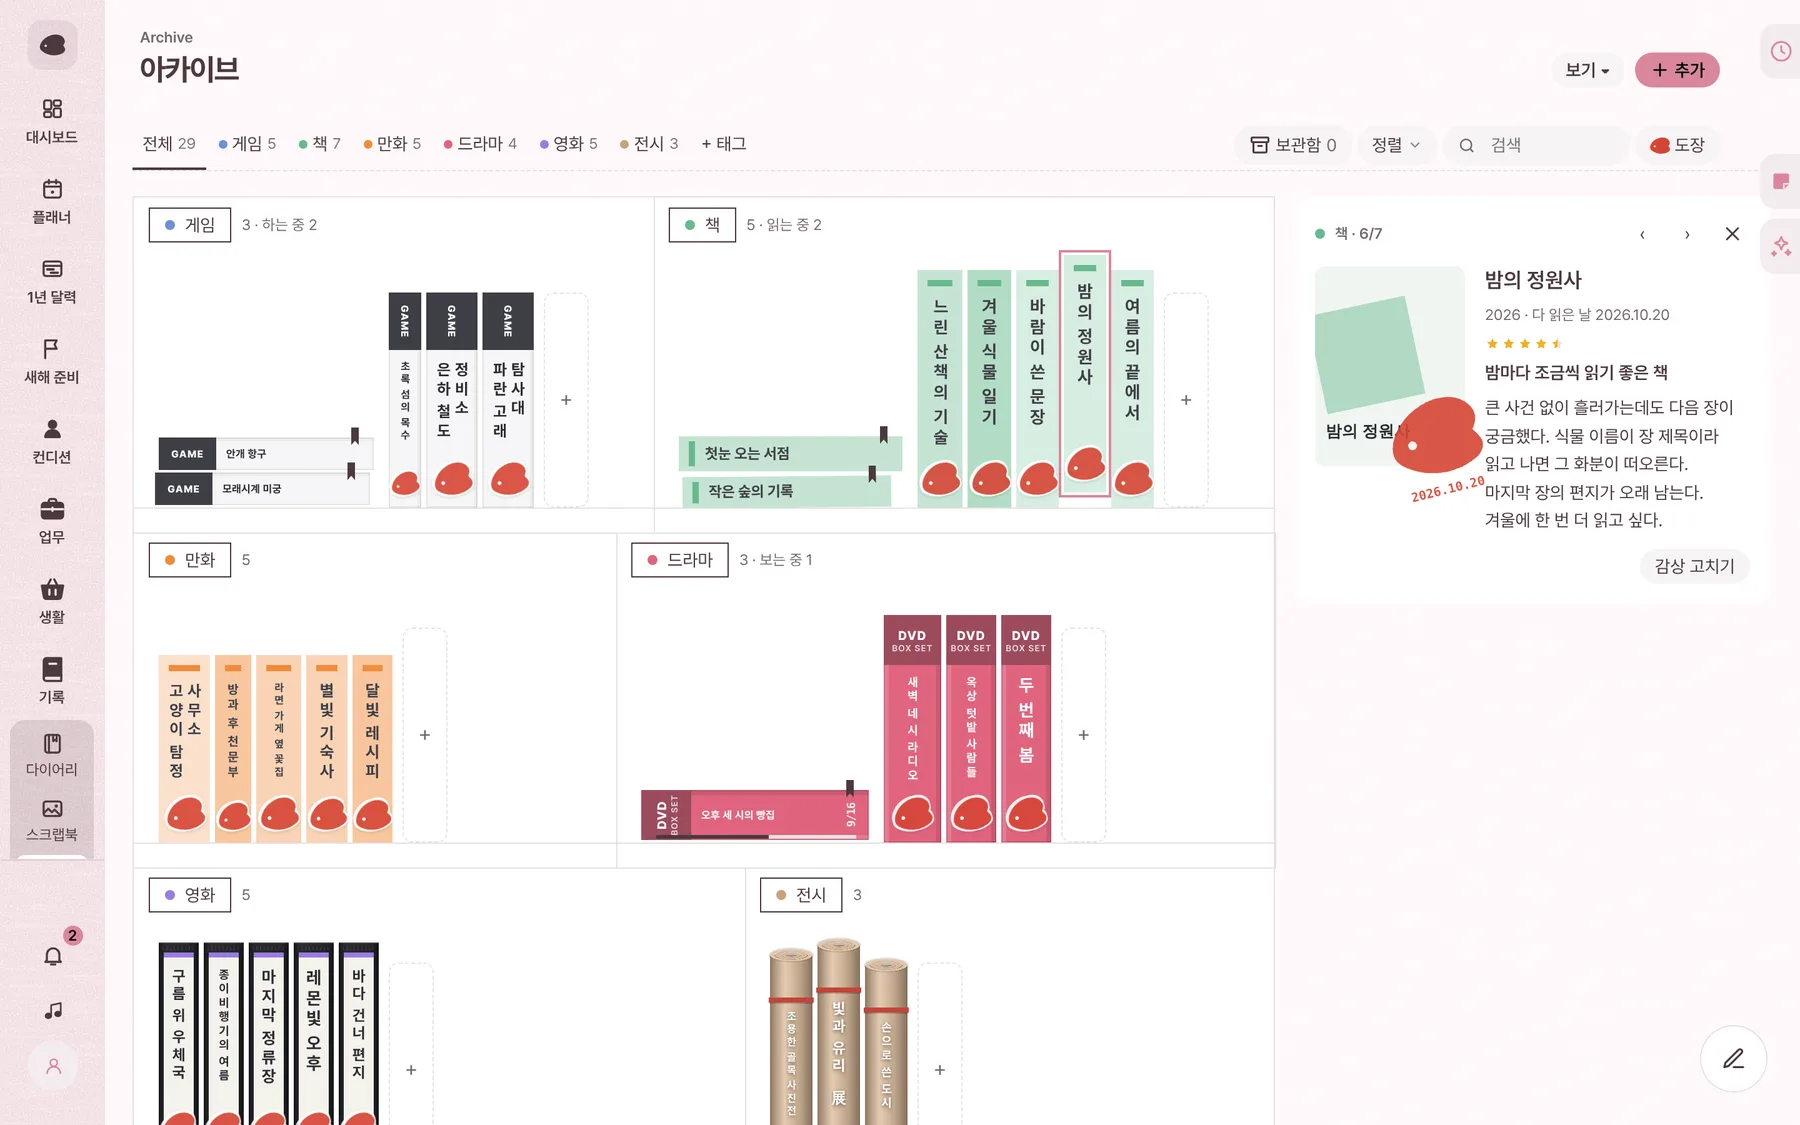 Archive
아카이브
보기
+ 추가
대시보드
플래너
1년 달력
새해 준비
컨디션
업무
생활
기록
다이어리
스크랩북
2
전체 29
게임 5
책 7
만화 5
드라마 4
영화 5
전시 3
+ 태그
보관함 0
정렬
검색
도장
게임
3 · 하는 중 2
GAME 안개 항구
GAME 모래시계 미궁
GAME 초록 섬의 목수
GAME 은하 철도 정비소
GAME 파란 고래 탐사대
+
책
5 · 읽는 중 2
첫눈 오는 서점
작은 숲의 기록
느린 산책의 기술
겨울 식물 일기
바람이 쓴 문장
밤의 정원사
여름의 끝에서
+
만화
5
고양이 탐정 사무소
방과 후 천문부
라면 가게 옆 꽃집
별빛 기숙사
달빛 레시피
+
드라마
3 · 보는 중 1
DVD BOX SET 오후 세 시의 빵집 9/16
DVD BOX SET 새벽 네 시 라디오
DVD BOX SET 옥상 텃밭 사람들
DVD BOX SET 두 번째 봄
+
영화
5
구름 위 우체국
종이비행기의 여름
마지막 정류장
레몬빛 오후
바다 건너 편지
+
전시
3
조용한 골목 사진전
빛과 유리 展
손으로 쓴 도시
+
책 · 6/7
밤의 정원사
2026.10.20
밤의 정원사
2026 · 다 읽은 날 2026.10.20
밤마다 조금씩 읽기 좋은 책
큰 사건 없이 흘러가는데도 다음 장이
궁금했다. 식물 이름이 장 제목이라
읽고 나면 그 화분이 떠오른다.
마지막 장의 편지가 오래 남는다.
겨울에 한 번 더 읽고 싶다.
감상 고치기